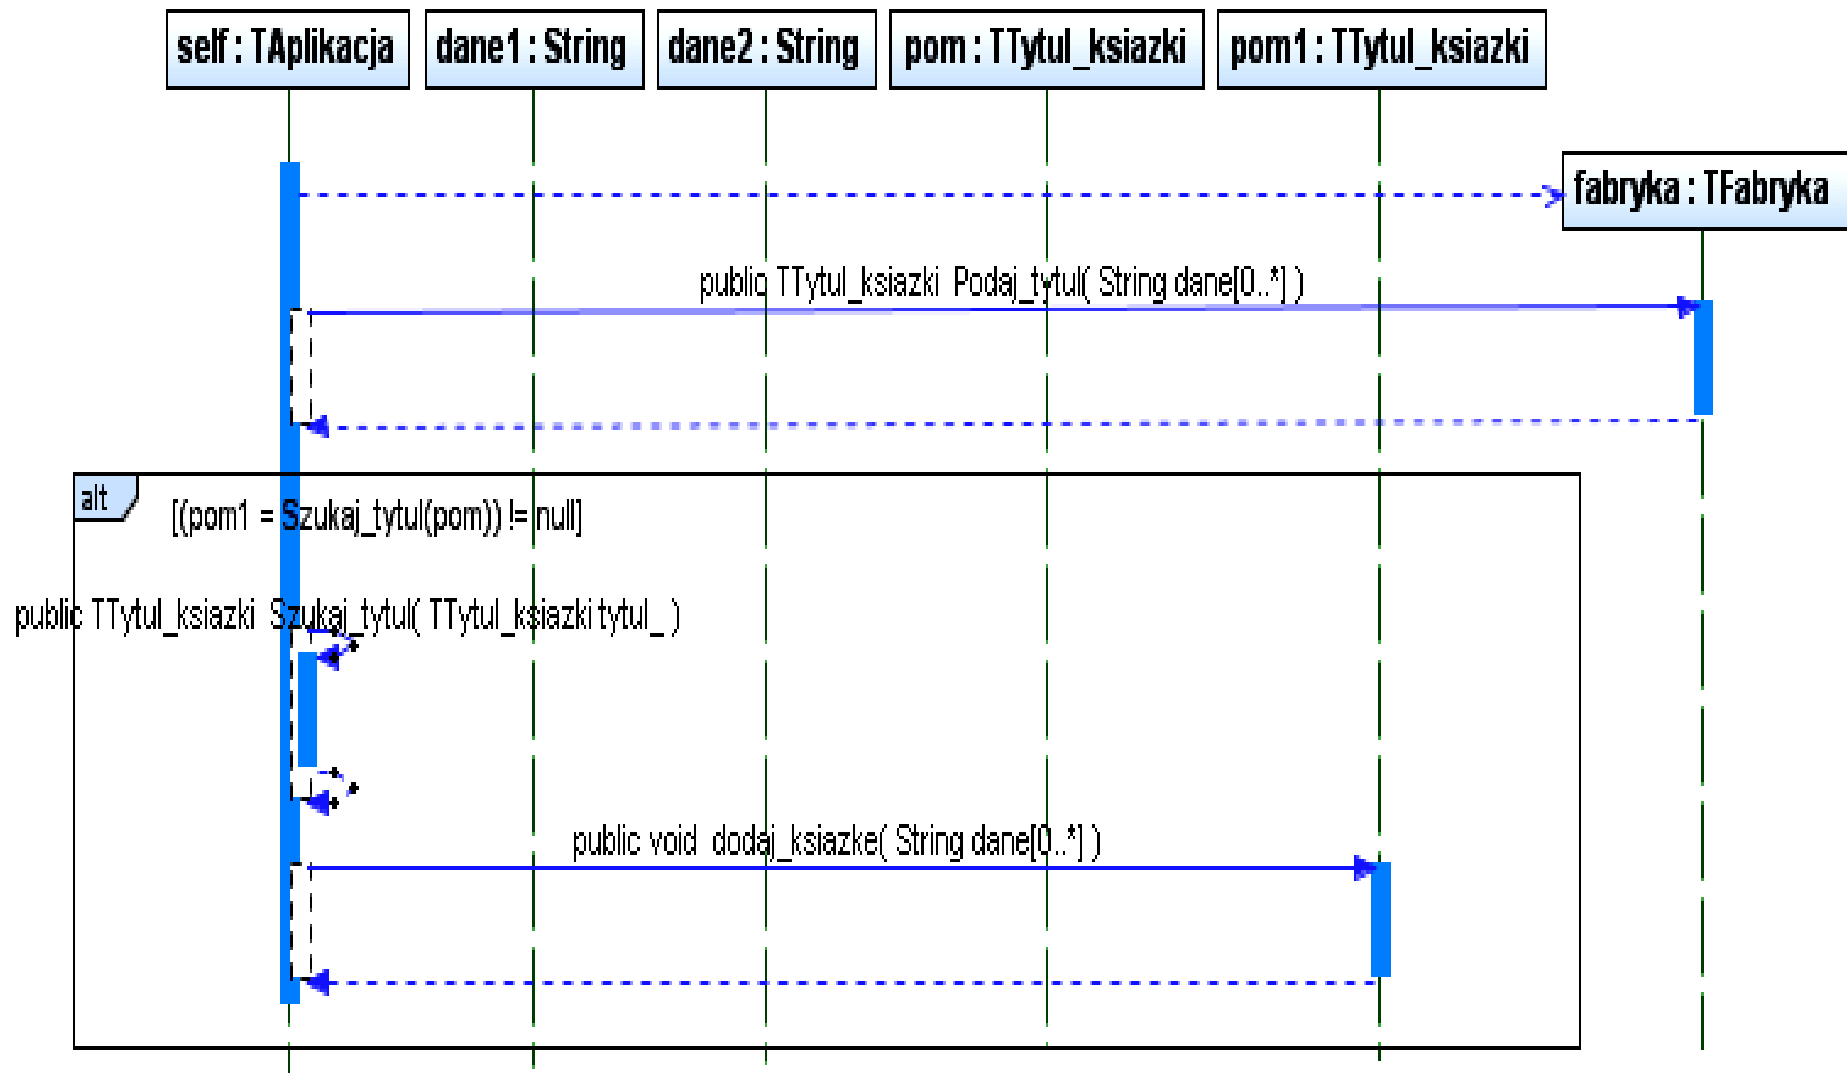 self : TAplikacja
dane1 : String
dane2 : String
pom : TTytul_ksiazki
pom1 : TTytul_ksiazki
fabryka : TFabryka
public TTytul_ksiazki Podaj_tytul( String dane[0..*] )
alt
[(pom1 = Szukaj_tytul(pom)) != null]
public TTytul_ksiazki Szukaj_tytul( TTytul_ksiazki tytul_ )
public void dodaj_ksiazke( String dane[0..*] )